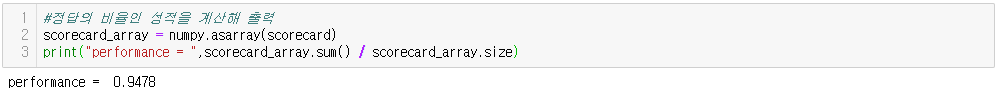 1 #정답의 비율인 성적을 계산해 출력
2 scorecard_array = numpy.asarray(scorecard)
3 print("performance = ",scorecard_array.sum() / scorecard_array.size)
performance =  0.9478